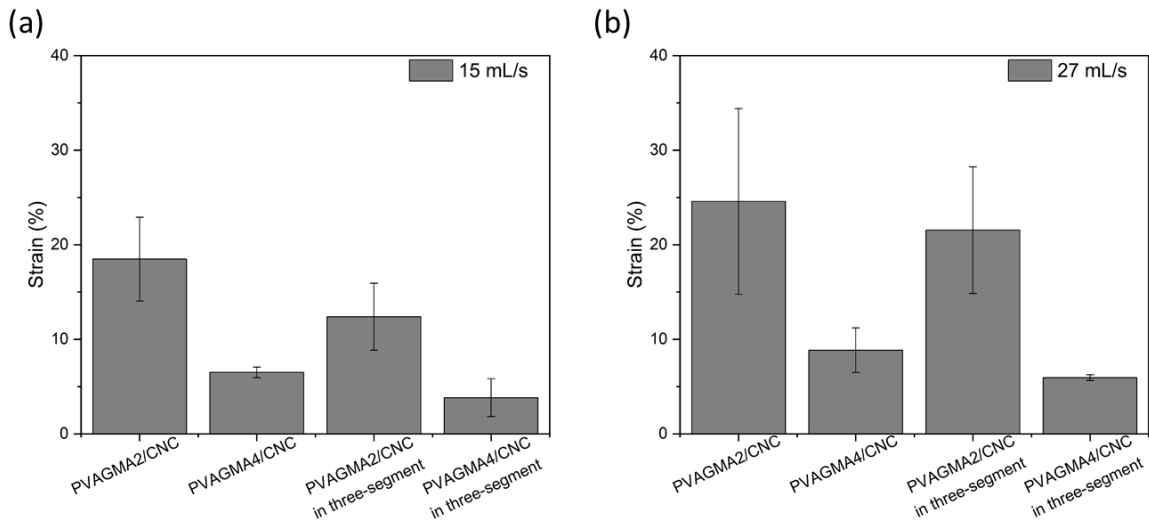 (a)
40
30
20
10
0
Strain (%)
15 mL/s
PVAGMA2/CNC
PVAGMA4/CNC
PVAGMA2/CNC
in three-segment
PVAGMA4/CNC
in three-segment
(b)
40
30
20
10
0
Strain (%)
27 mL/s
PVAGMA2/CNC
PVAGMA4/CNC
PVAGMA2/CNC
in three-segment
PVAGMA4/CNC
in three-segment